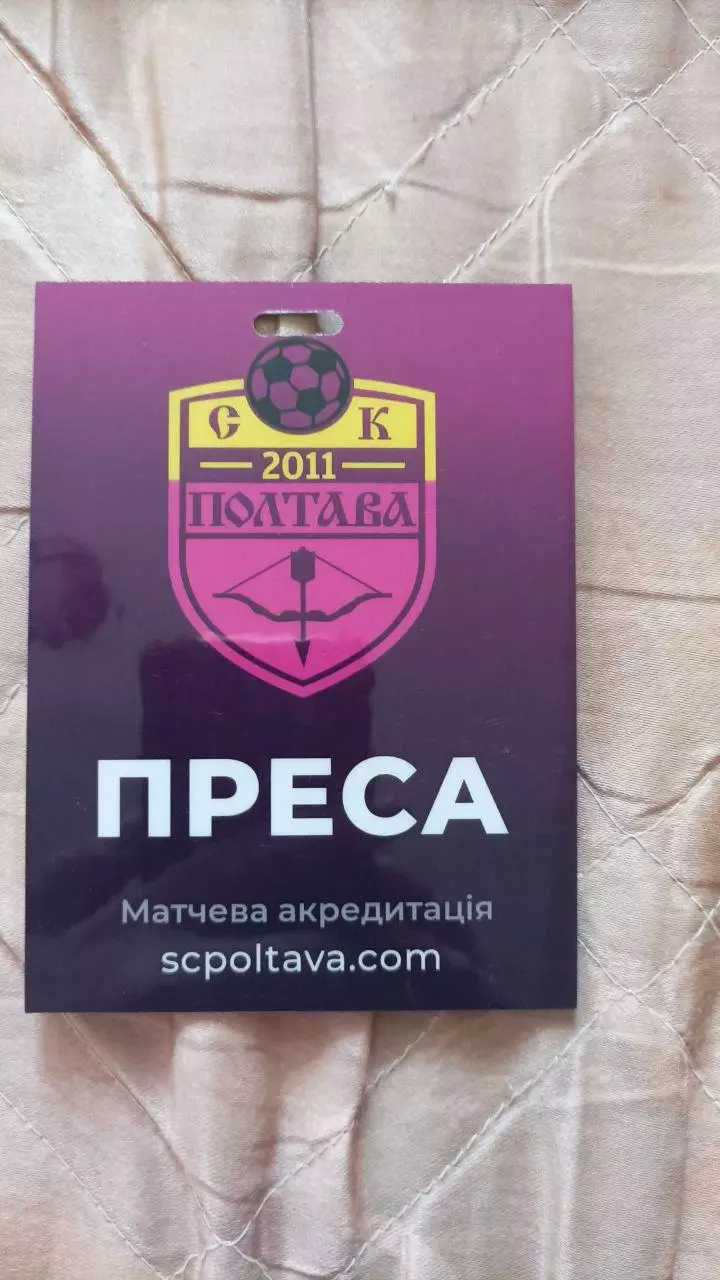 С К
2011
ПОЛТАВА
ПРЕСА
Матчева акредитація
scpoltava.com